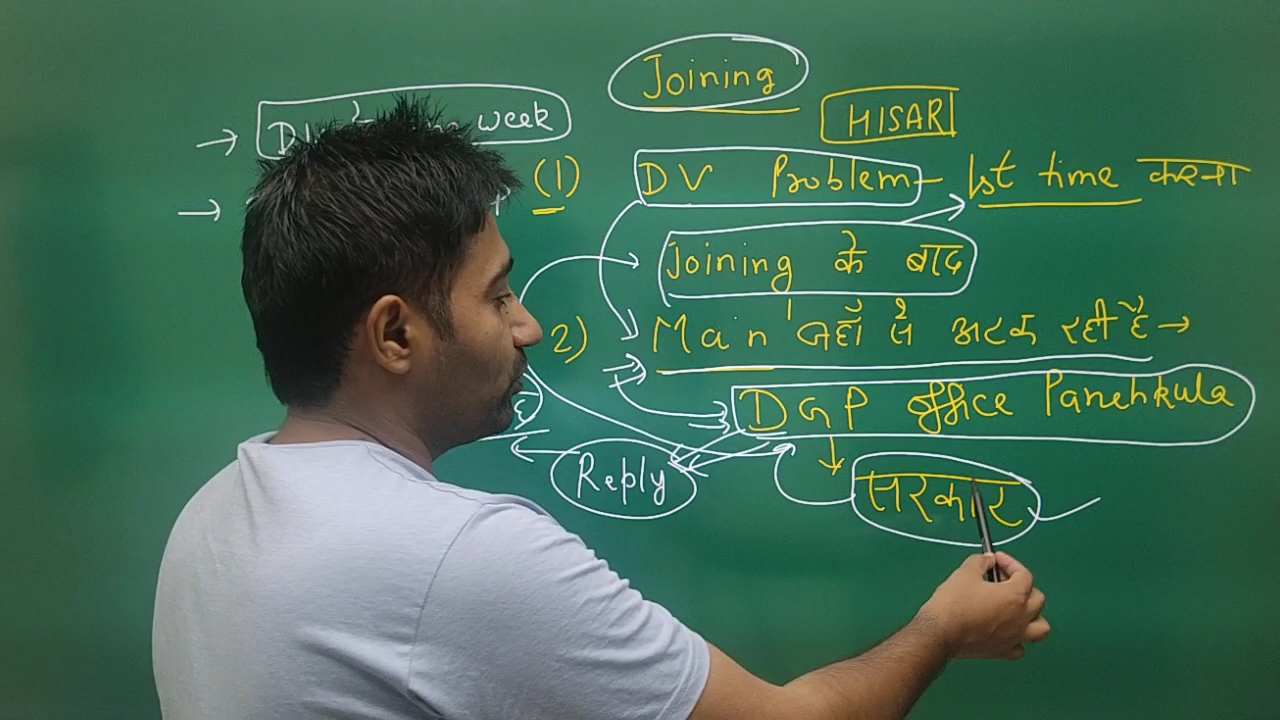 Joining
week
HISAR
(1) DV Problem - 1st time करना
Joining के बाद
2) Main जहाँ से अटक रही है →
DGP office Panchkula
Reply
सरकार